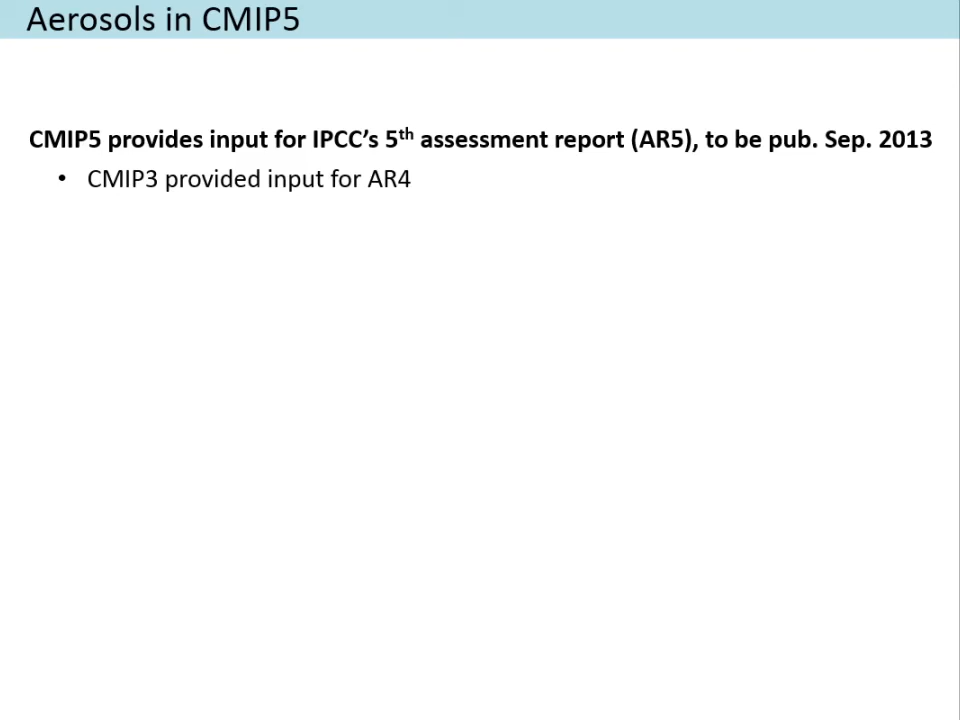 Aerosols in CMIP5
CMIP5 provides input for IPCC’s 5th assessment report (AR5), to be pub. Sep. 2013
• CMIP3 provided input for AR4